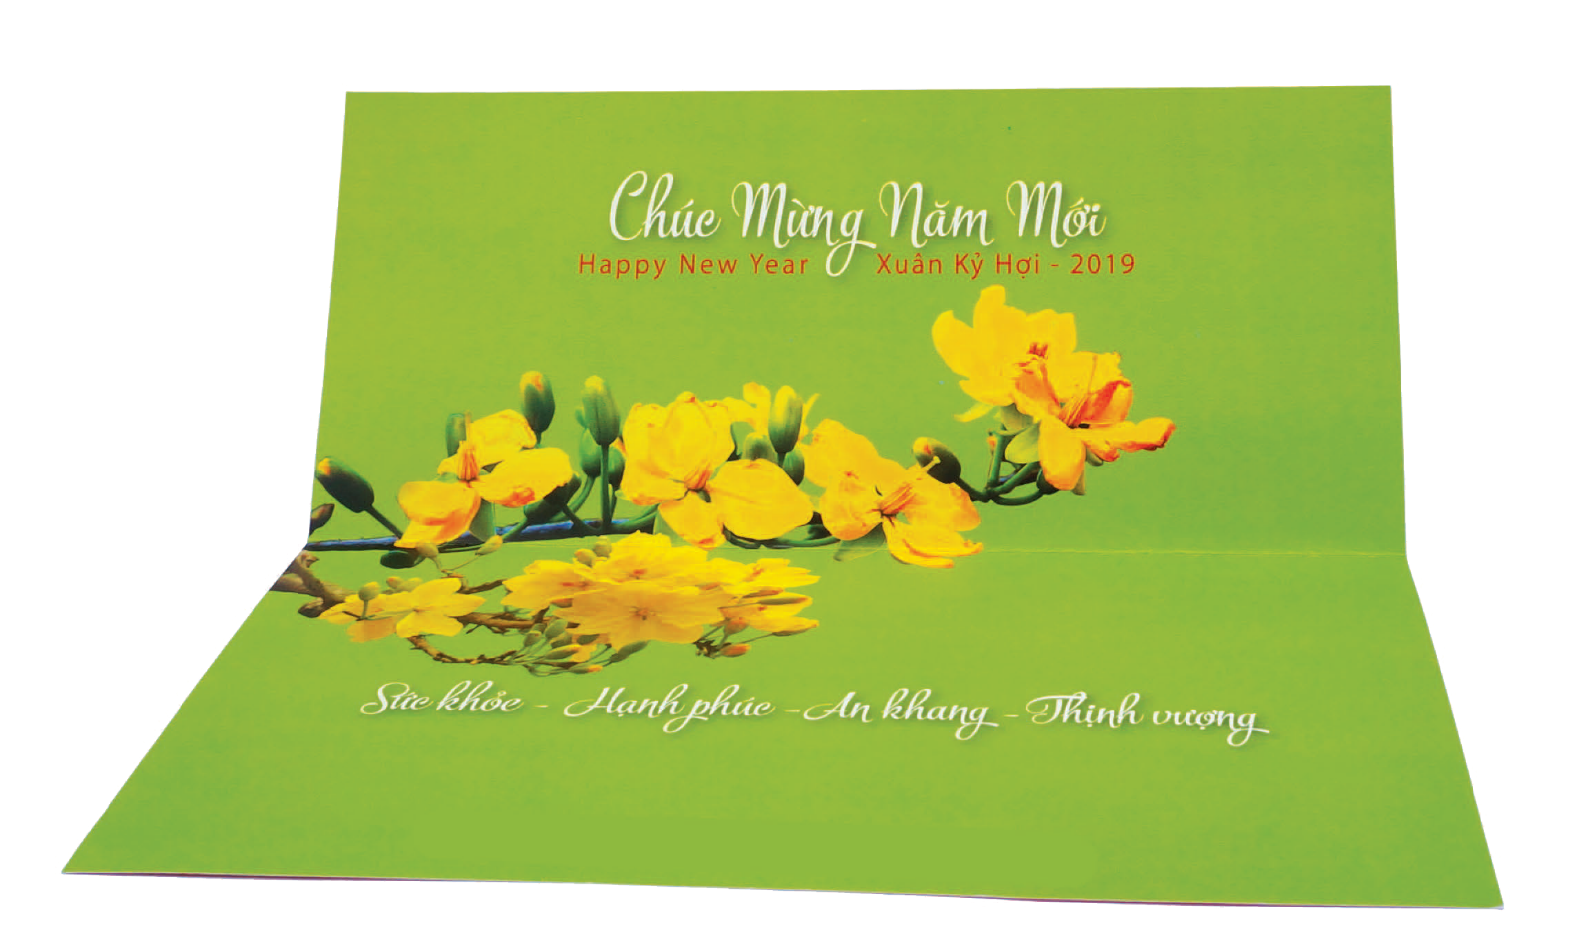 Chúc Mừng Năm Mới
Happy New Year Xuân Kỷ Hợi - 2019
Sức khỏe - Hạnh phúc - An khang - Thịnh vượng